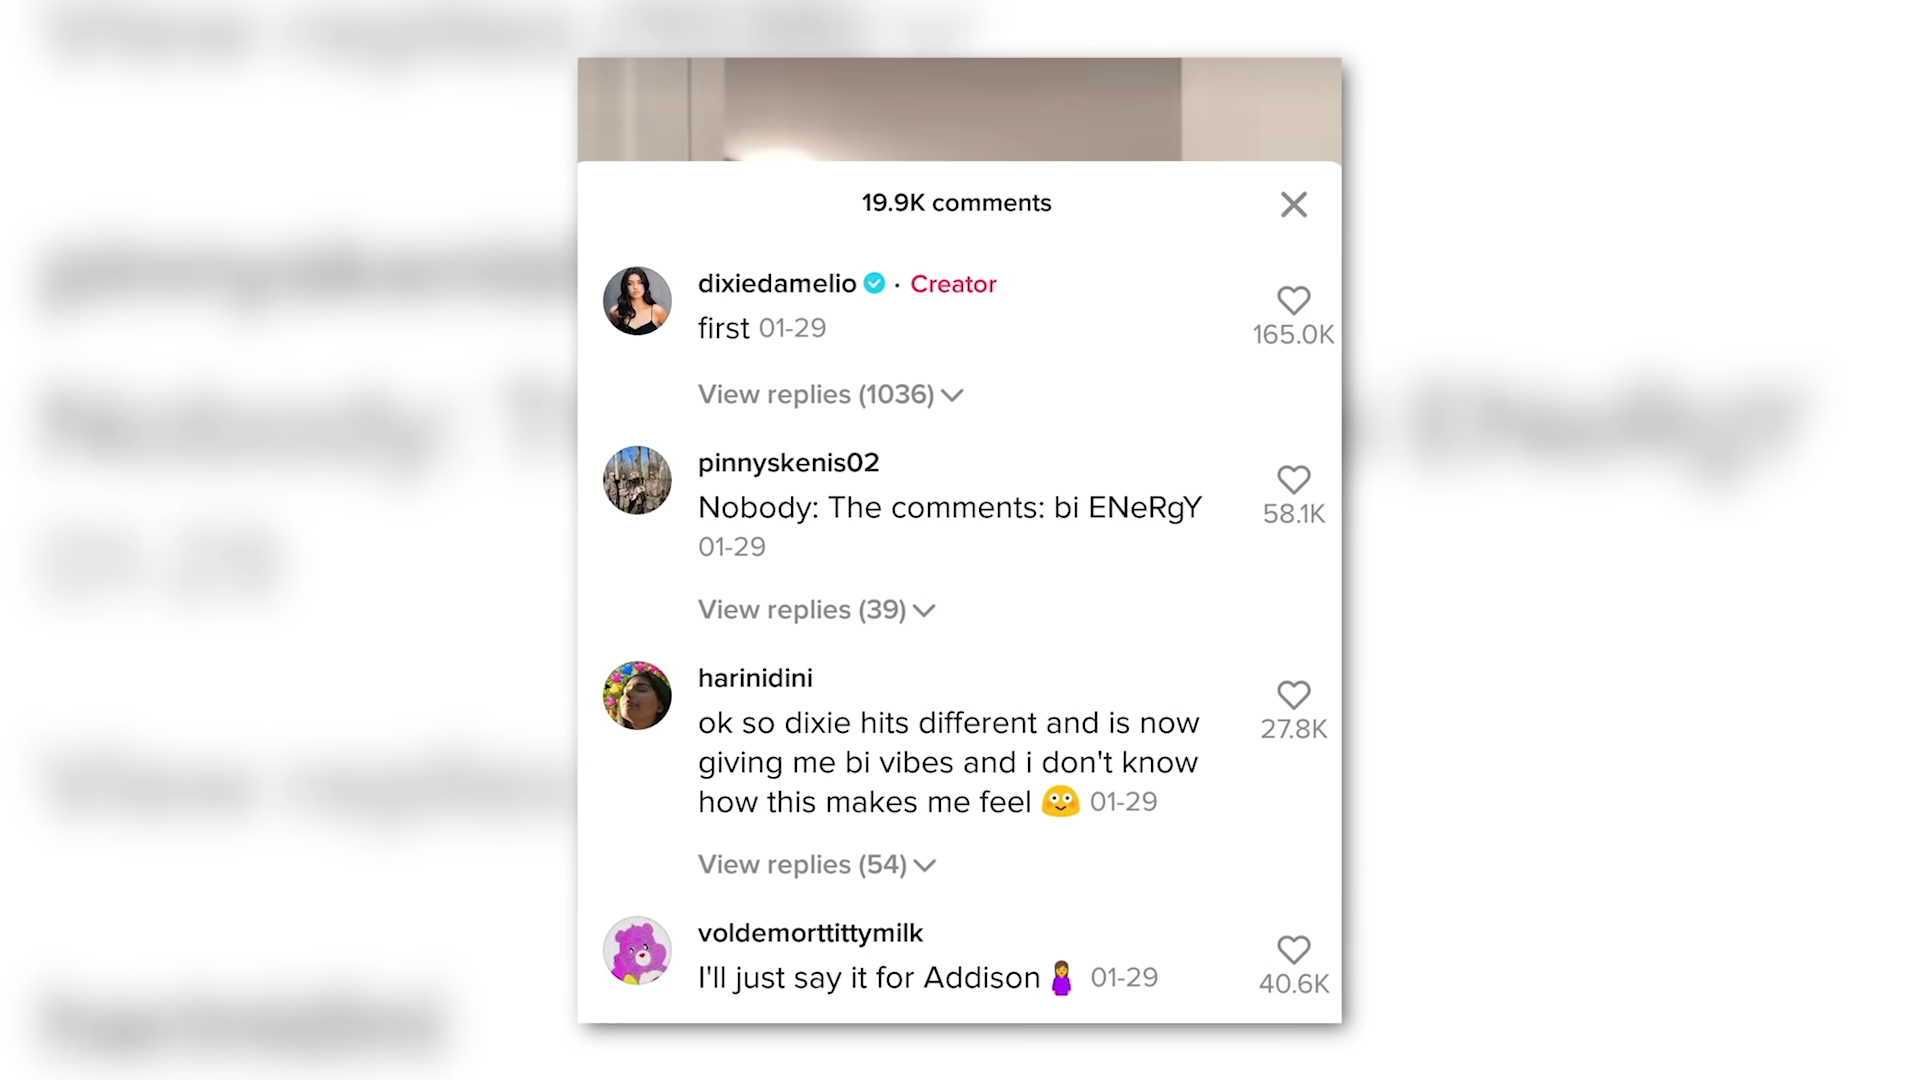 19.9K comments
dixiedamelio · Creator
first 01-29
165.0K
View replies (1036)
pinnyskenis02
Nobody: The comments: bi ENeRgY
01-29
58.1K
View replies (39)
harinidini
ok so dixie hits different and is now
giving me bi vibes and i don't know
how this makes me feel 😳 01-29
27.8K
View replies (54)
voldemorttittymilk
I'll just say it for Addison 🤰 01-29
40.6K